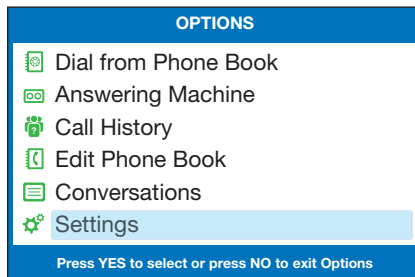 OPTIONS
Dial from Phone Book
Answering Machine
Call History
Edit Phone Book
Conversations
Settings
Press YES to select or press NO to exit Options